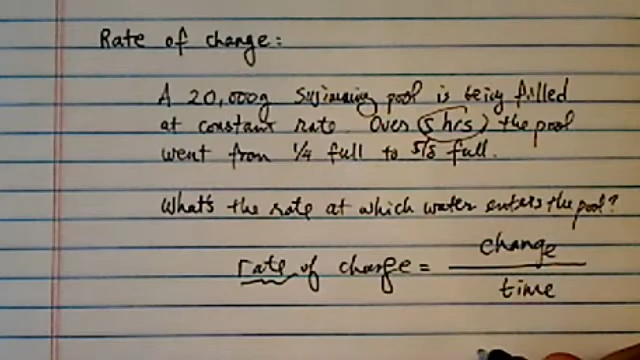 Rate of change:
A 20,000g swimming pool is being filled
at constant rate. Over (5 hrs) the pool
went from 1/4 full to 5/8 full.
What's the rate at which water enters the pool?
rate of change = change / time